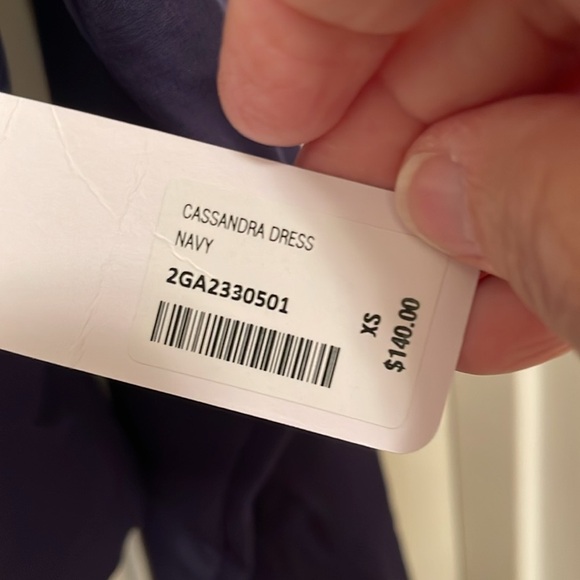 CASSANDRA DRESS
NAVY
2GA2330501
XS
$140.00